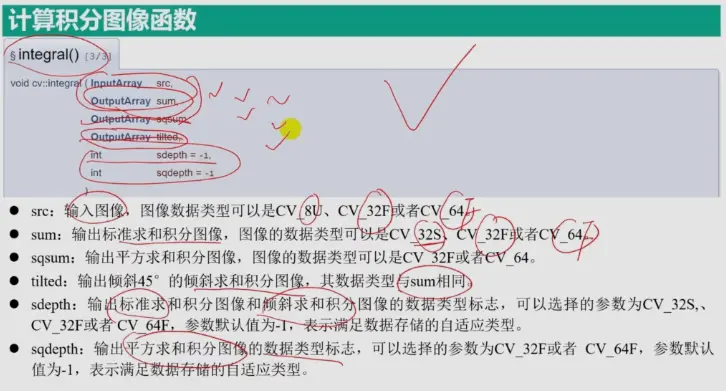 计算积分图像函数
§ integral() [3/3]
void cv::integral ( InputArray src,
OutputArray sum,
OutputArray sqsum,
OutputArray tilted,
int sdepth = -1,
int sqdepth = -1
)
● src：输入图像，图像数据类型可以是CV_8U、CV_32F或者CV_64F
● sum：输出标准求和积分图像，图像的数据类型可以是CV_32S、CV_32F或者CV_64F
● sqsum：输出平方求和积分图像，图像的数据类型可以是CV_32F或者CV_64。
● tilted：输出倾斜45°的倾斜求和积分图像，其数据类型与sum相同。
● sdepth：输出标准求和积分图像和倾斜求和积分图像的数据类型标志，可以选择的参数为CV_32S,、
CV_32F或者 CV_64F，参数默认值为-1，表示满足数据存储的自适应类型。
● sqdepth：输出平方求和积分图像的数据类型标志，可以选择的参数为CV_32F或者 CV_64F，参数默认
值为-1，表示满足数据存储的自适应类型。